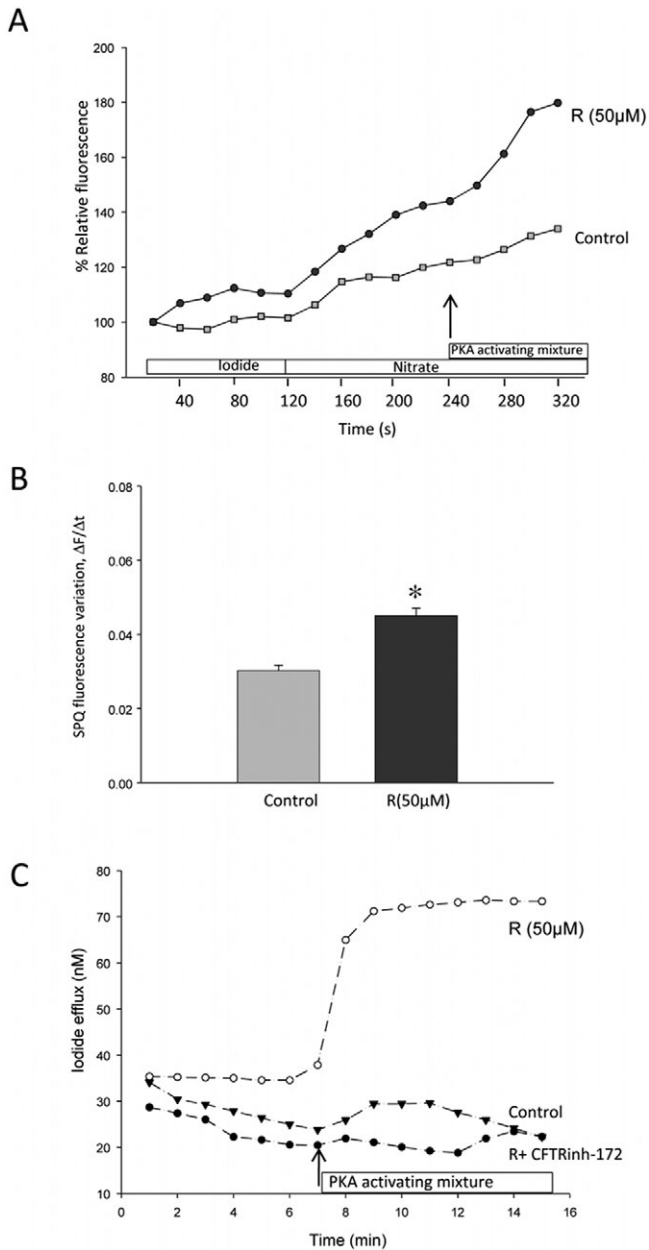 A
% Relative fluorescence
200
180
160
140
120
100
80
R (50µM)
Control
PKA activating mixture
Iodide
Nitrate
40 80 120 160 200 240 280 320
Time (s)
B
SPQ fluorescence variation, ΔF/Δt
0.08
0.06
0.04
0.02
0.00
*
Control R(50µM)
C
Iodide efflux (nM)
80
70
60
50
40
30
20
10
R (50µM)
Control
R+ CFTRinh-172
PKA activating mixture
0 2 4 6 8 10 12 14 16
Time (min)